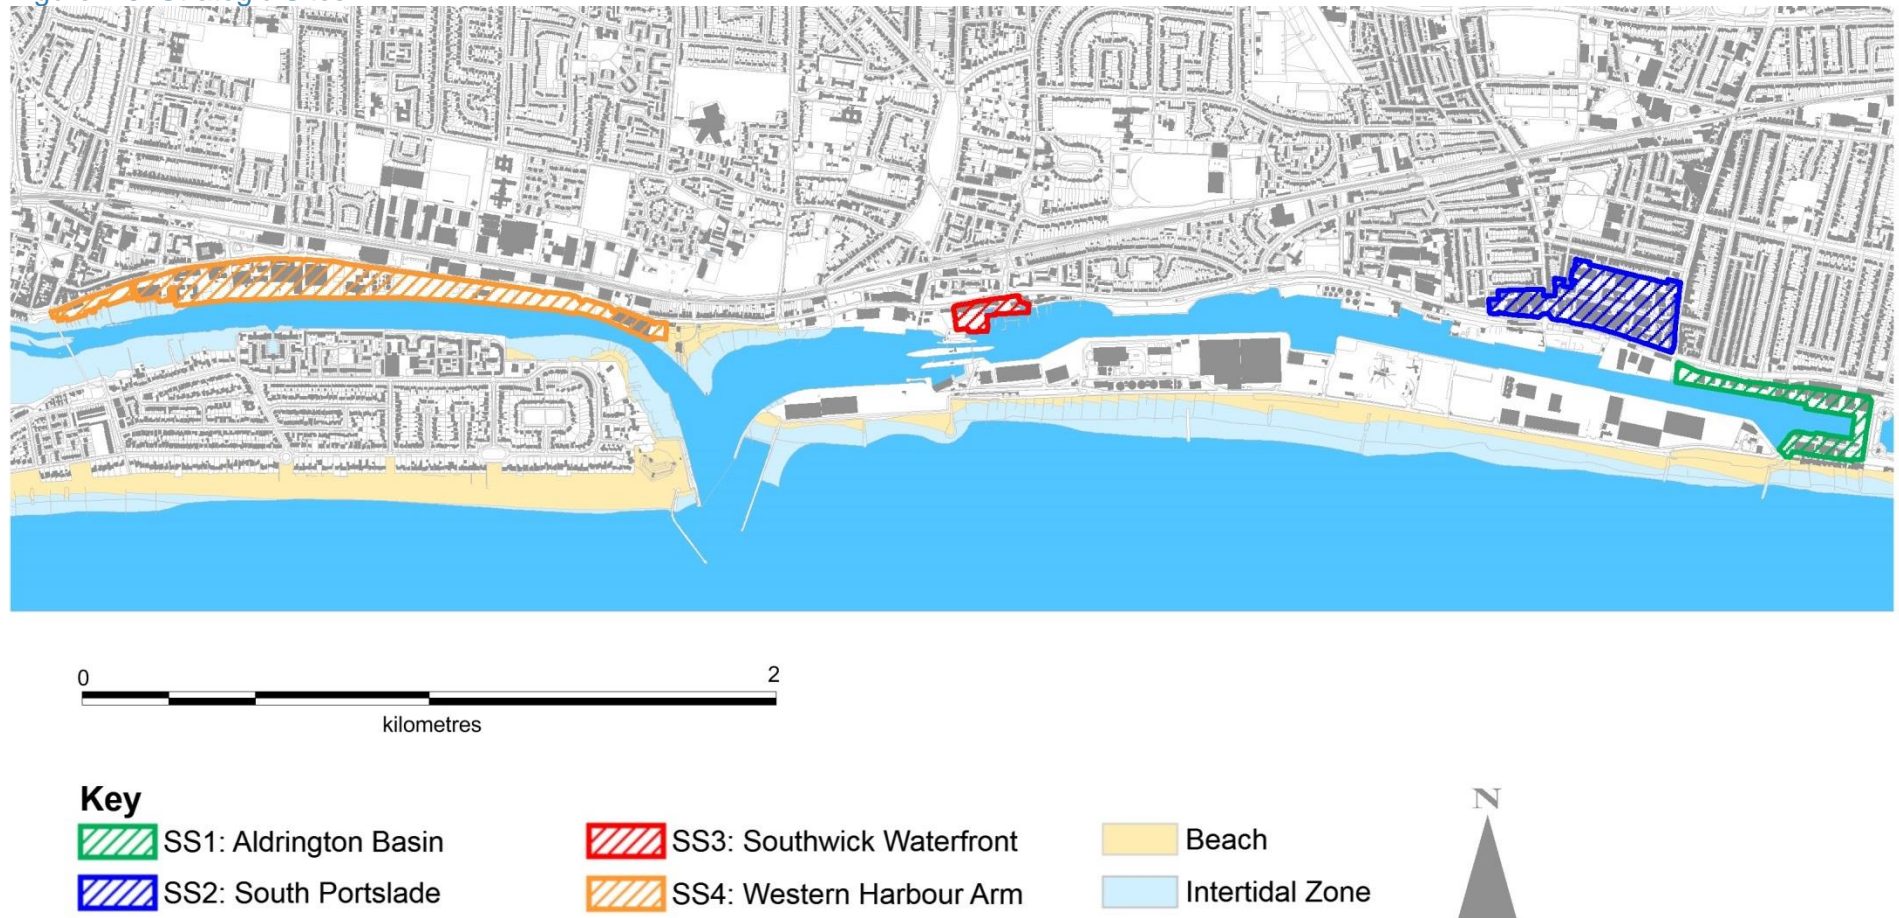 0 2
kilometres
Key
SS1: Aldrington Basin
SS2: South Portslade
SS3: Southwick Waterfront
SS4: Western Harbour Arm
Beach
Intertidal Zone
N